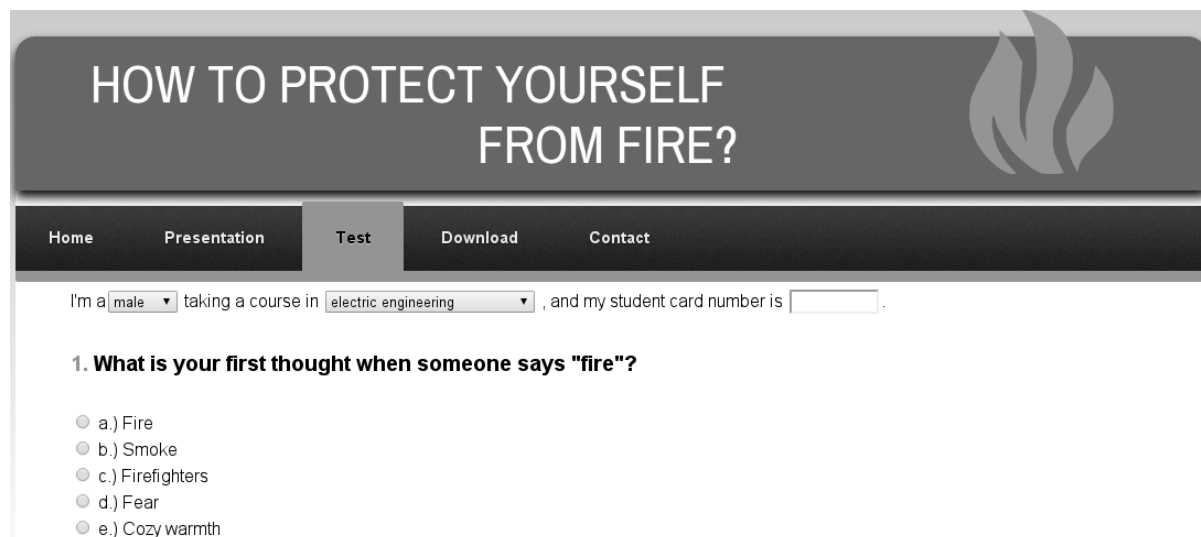 HOW TO PROTECT YOURSELF
FROM FIRE?
Home Presentation Test Download Contact
I'm a male taking a course in electric engineering , and my student card number is .
1. What is your first thought when someone says "fire"?
a.) Fire
b.) Smoke
c.) Firefighters
d.) Fear
e.) Cozy warmth